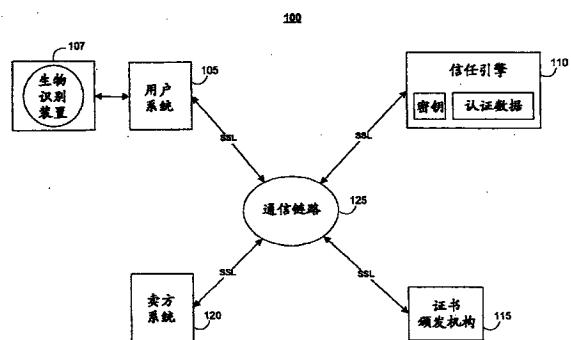 100
107
生物
识别
装置
105
用户
系统
信任引擎
110
密钥
认证数据
SSL
SSL
通信链路
125
SSL
SSL
卖方
系统
120
证书
颁发机构
115